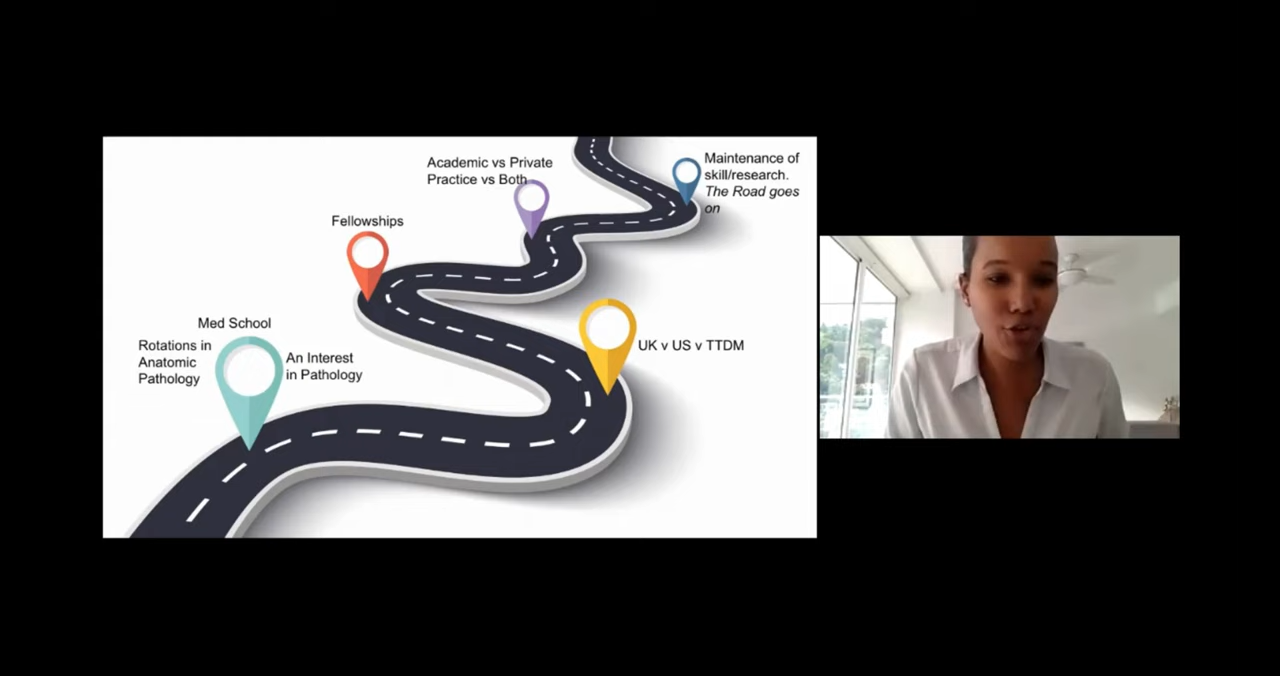 Academic vs Private
Practice vs Both
Maintenance of
skill/research.
The Road goes
on
Fellowships
Med School
Rotations in
Anatomic
Pathology
An Interest
in Pathology
UK v US v TTDM